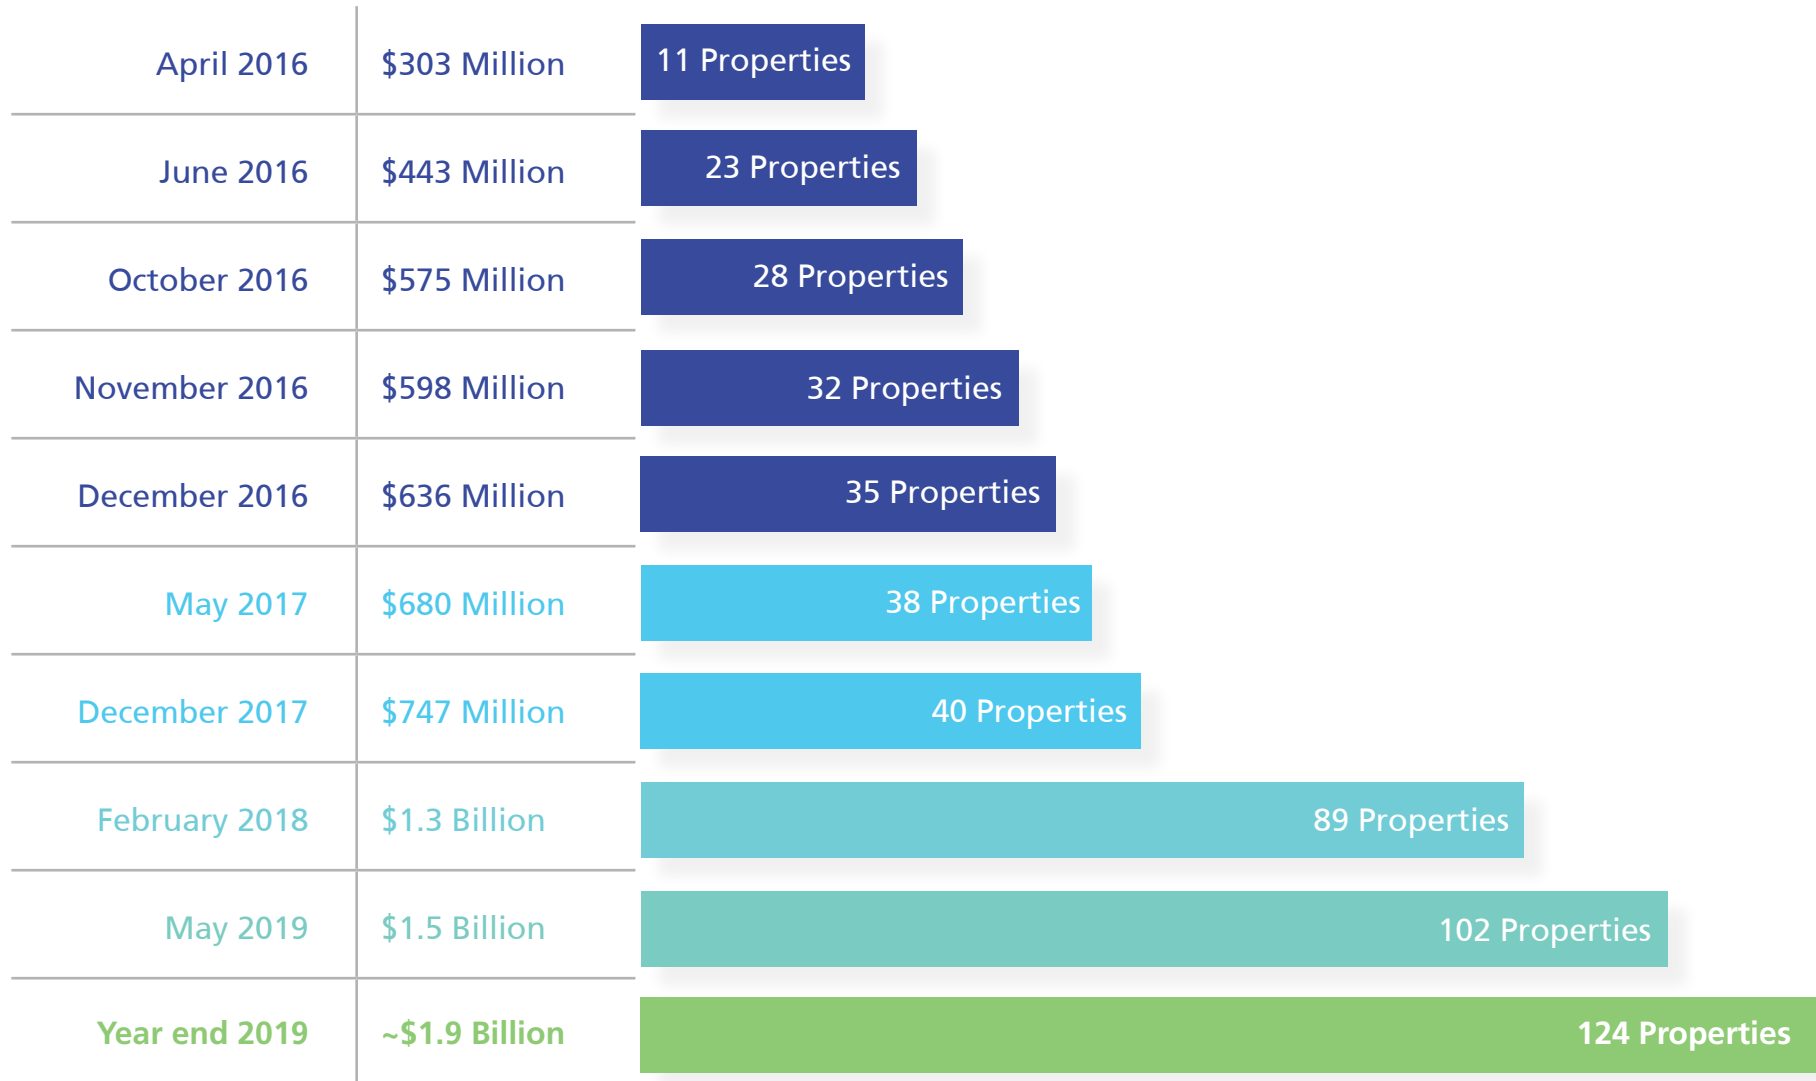 April 2016 $303 Million 11 Properties
June 2016 $443 Million 23 Properties
October 2016 $575 Million 28 Properties
November 2016 $598 Million 32 Properties
December 2016 $636 Million 35 Properties
May 2017 $680 Million 38 Properties
December 2017 $747 Million 40 Properties
February 2018 $1.3 Billion 89 Properties
May 2019 $1.5 Billion 102 Properties
Year end 2019 ~$1.9 Billion 124 Properties